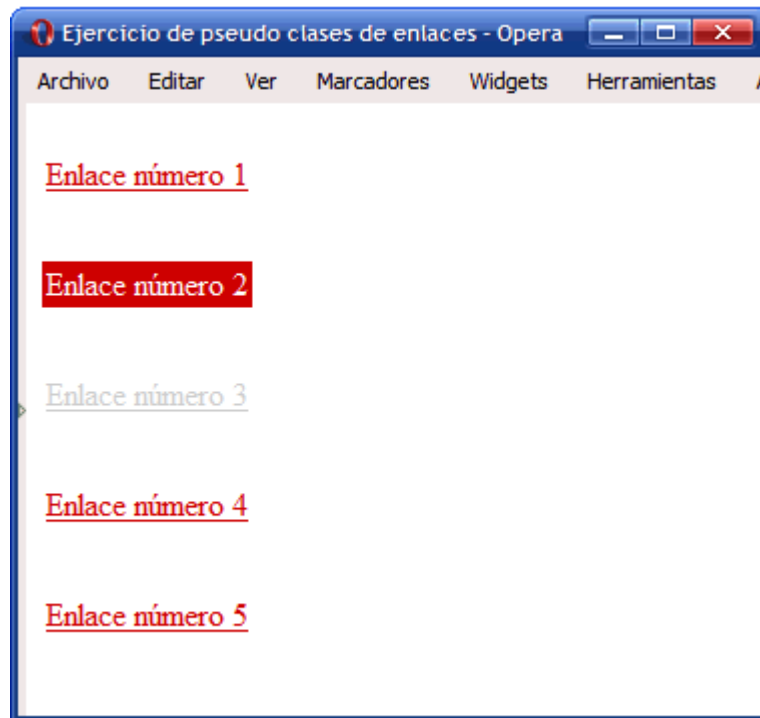 Ejercicio de pseudo clases de enlaces - Opera
Archivo Editar Ver Marcadores Widgets Herramientas
Enlace número 1
Enlace número 2
Enlace número 3
Enlace número 4
Enlace número 5